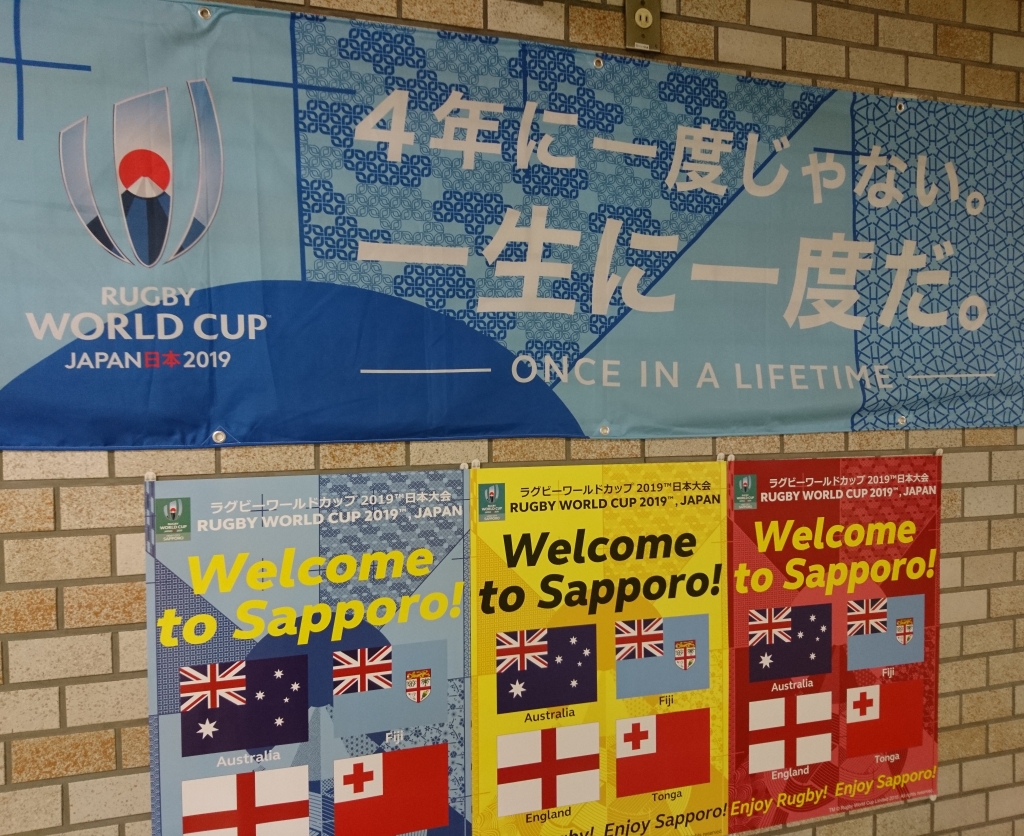 4年に一度じゃない。
一生に一度だ。
ONCE IN A LIFETIME
RUGBY
WORLD CUP™
JAPAN日本2019
ラグビーワールドカップ 2019™日本大会
RUGBY WORLD CUP 2019™, JAPAN
Welcome
to Sapporo!
Australia
Fiji
ラグビーワールドカップ 2019™日本大会
RUGBY WORLD CUP 2019™, JAPAN
Welcome
to Sapporo!
Australia
Fiji
England
Tonga
Enjoy Sapporo!
ラグビーワールドカップ 2019™日本大会
RUGBY WORLD CUP 2019™, JAPAN
Welcome
to Sapporo!
Australia
Fiji
England
Tonga
Enjoy Rugby! Enjoy Sapporo!